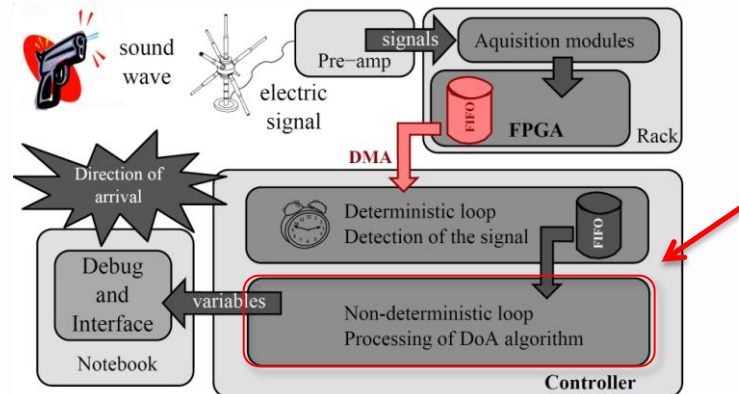 sound
wave
electric
signal
Pre-amp
signals
Aquisition modules
FIFO
FPGA
Rack
DMA
Direction of
arrival
Deterministic loop
Detection of the signal
FIFO
Debug
and
Interface
Notebook
variables
Non-deterministic loop
Processing of DoA algorithm
Controller